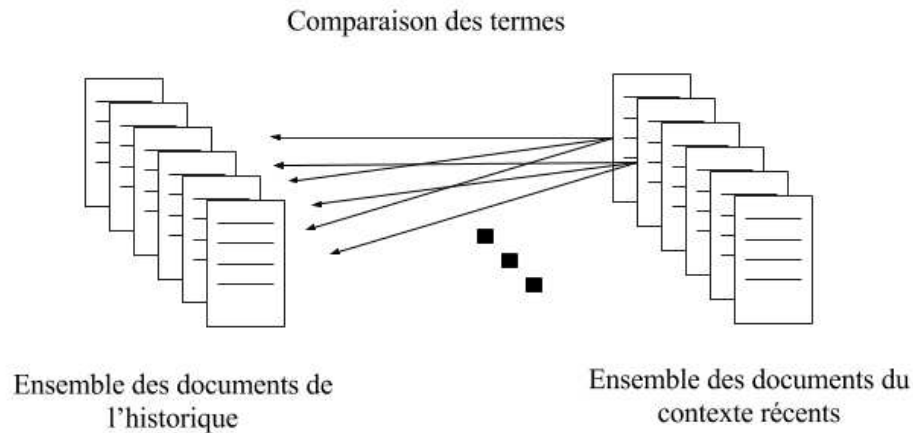 Comparaison des termes
Ensemble des documents de
l’historique
Ensemble des documents du
contexte récents